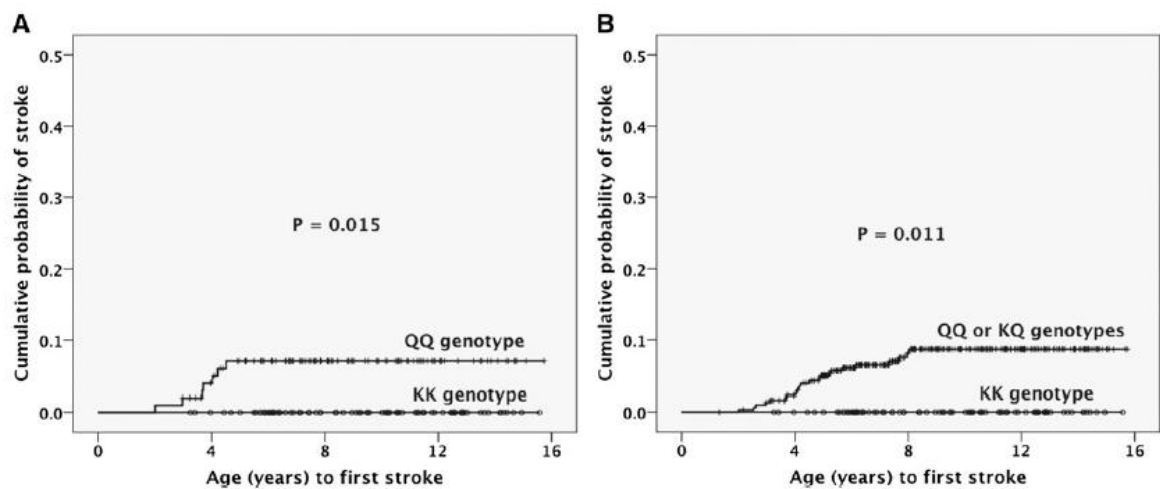 A
Cumulative probability of stroke
0.5
0.4
0.3
0.2
0.1
0.0
P = 0.015
QQ genotype
KK genotype
0 4 8 12 16
Age (years) to first stroke
B
Cumulative probability of stroke
0.5
0.4
0.3
0.2
0.1
0.0
P = 0.011
QQ or KQ genotypes
KK genotype
0 4 8 12 16
Age (years) to first stroke